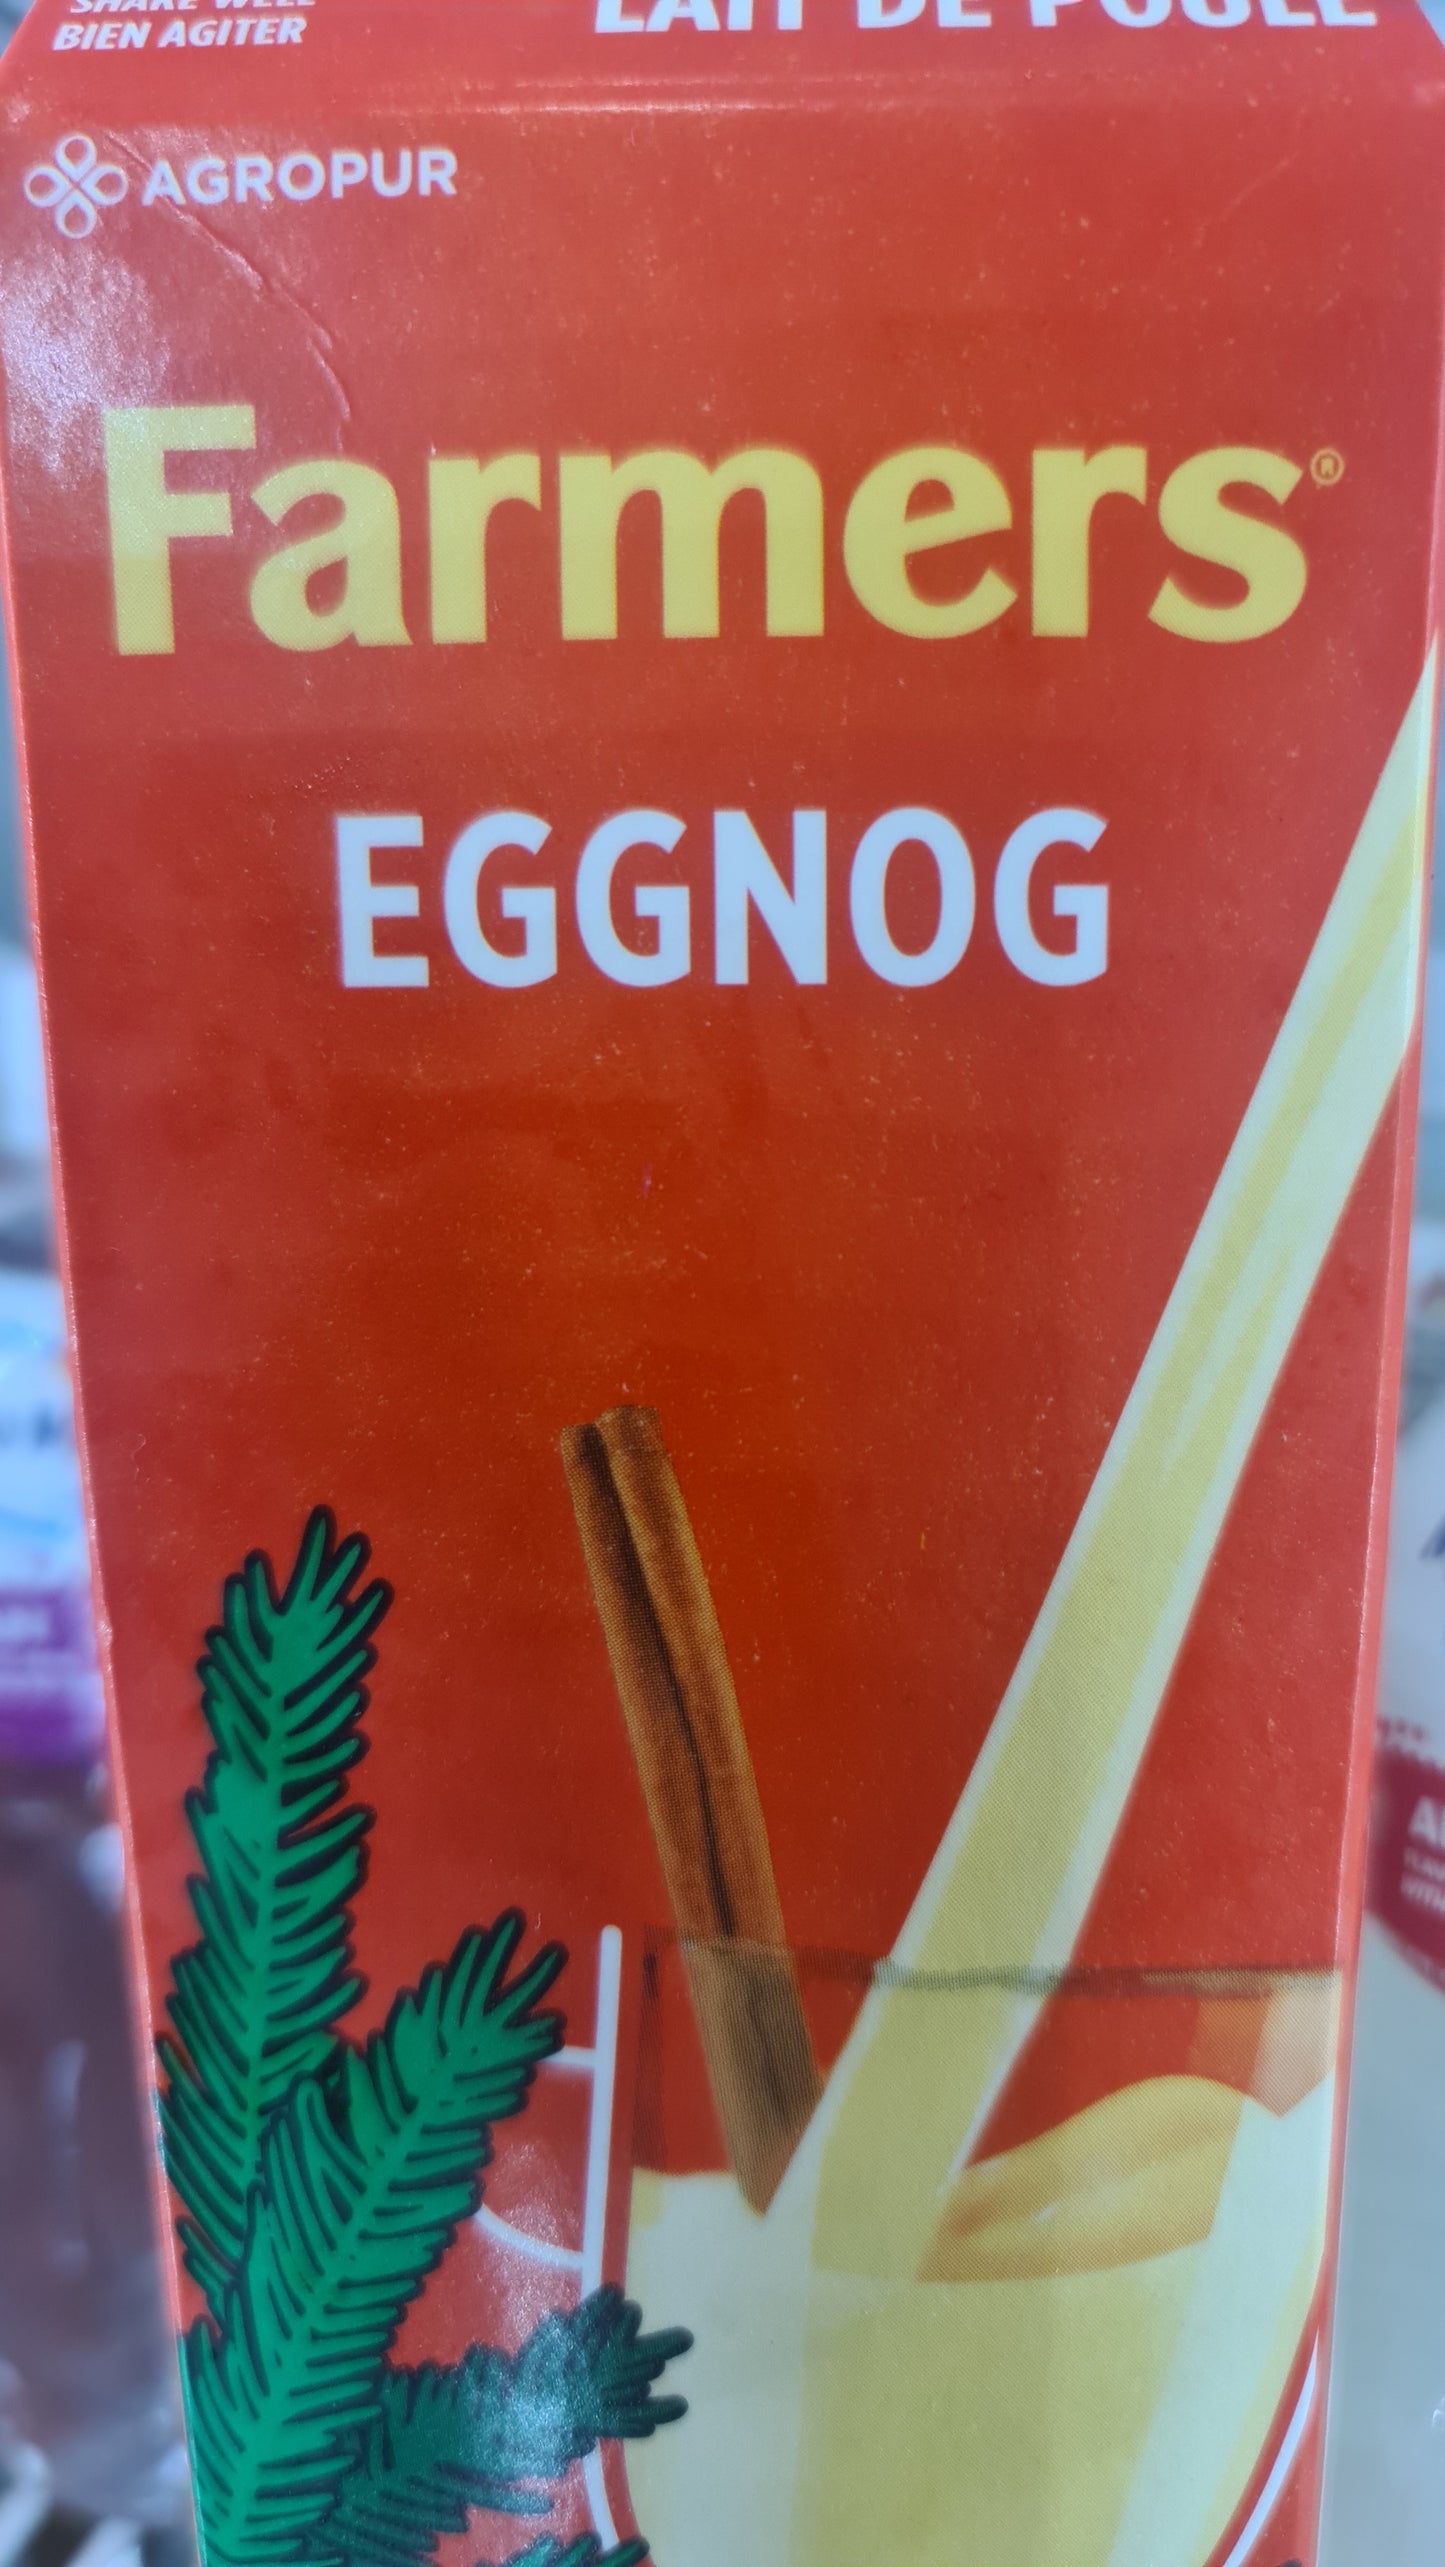 SHAKE WELL
BIEN AGITER
LAIT DE POULE
AGROPUR
Farmers®
EGGNOG